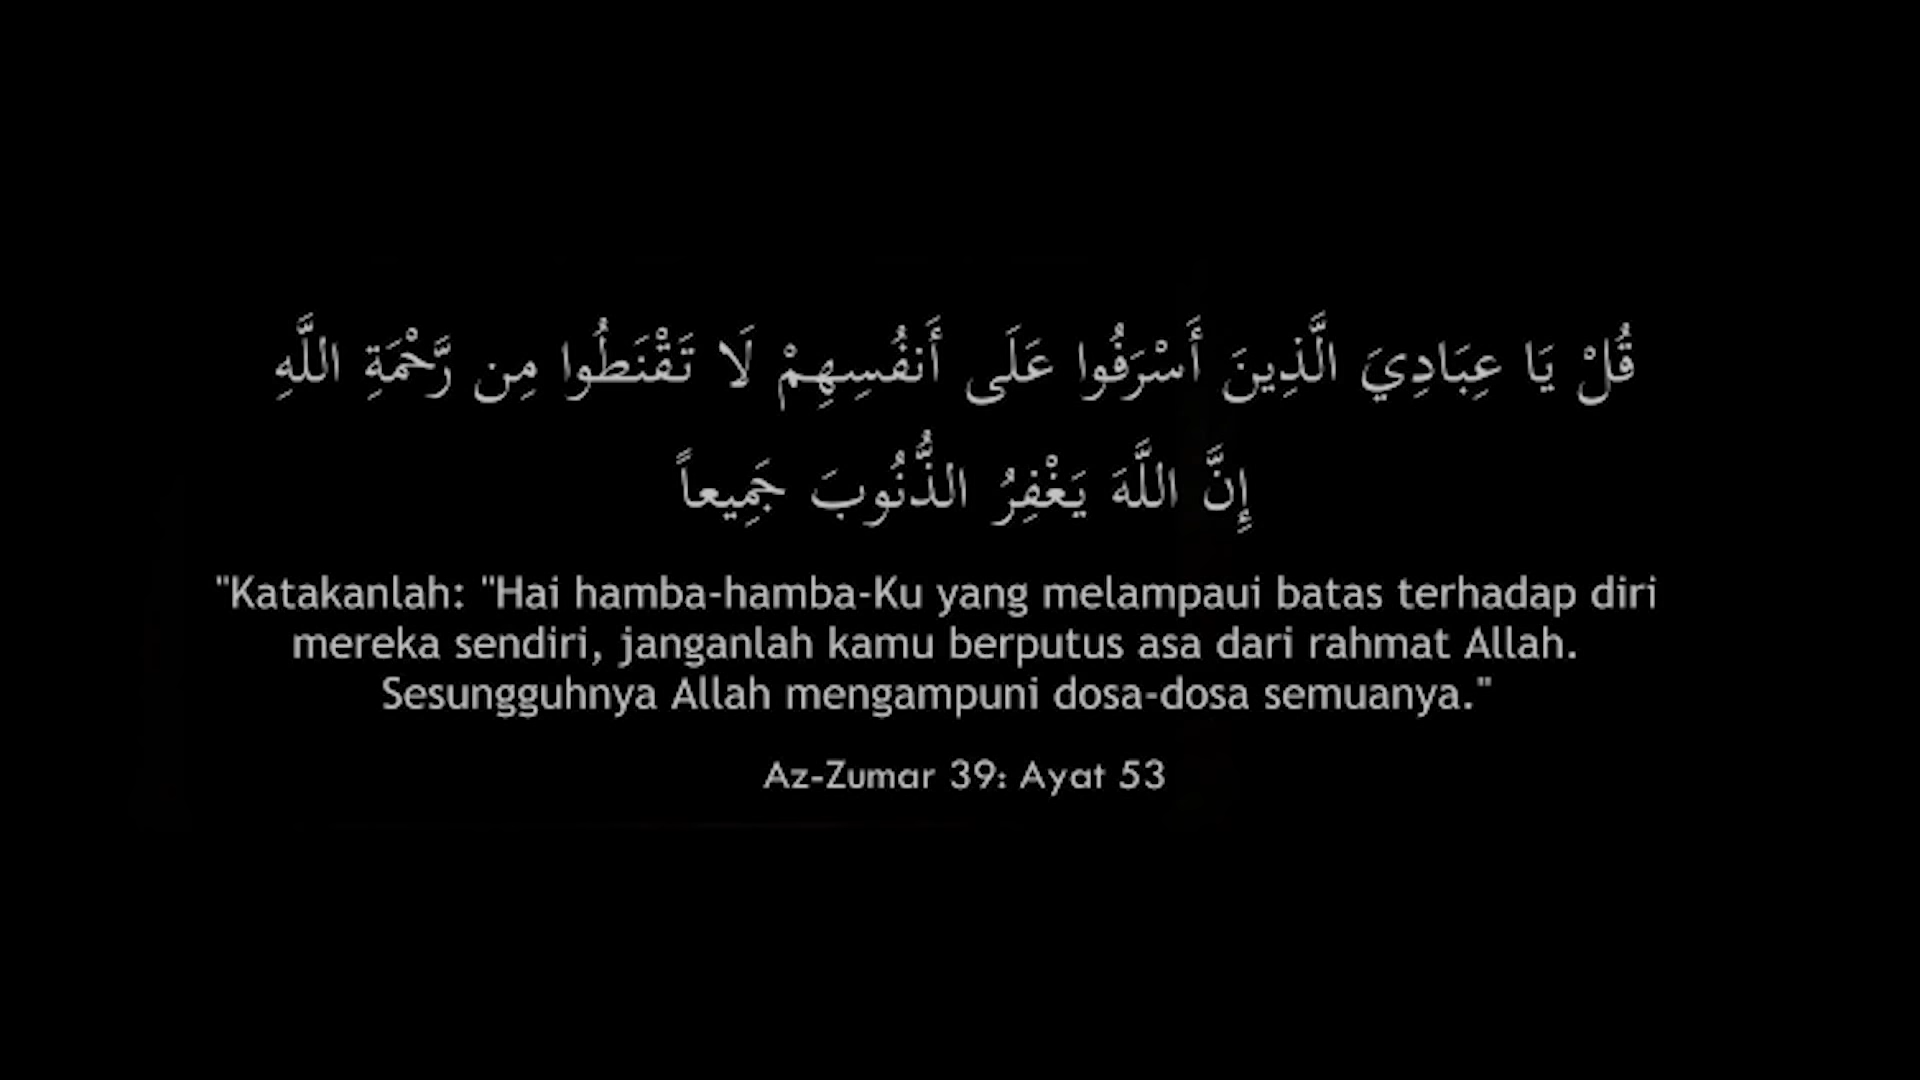 قُلْ يَا عِبَادِيَ الَّذِينَ أَسْرَفُوا عَلَى أَنفُسِهِمْ لَا تَقْنَطُوا مِن رَّحْمَةِ اللَّهِ
إِنَّ اللَّهَ يَغْفِرُ الذُّنُوبَ جَمِيعاً
"Katakanlah: "Hai hamba-hamba-Ku yang melampaui batas terhadap diri
mereka sendiri, janganlah kamu berputus asa dari rahmat Allah.
Sesungguhnya Allah mengampuni dosa-dosa semuanya."
Az-Zumar 39: Ayat 53